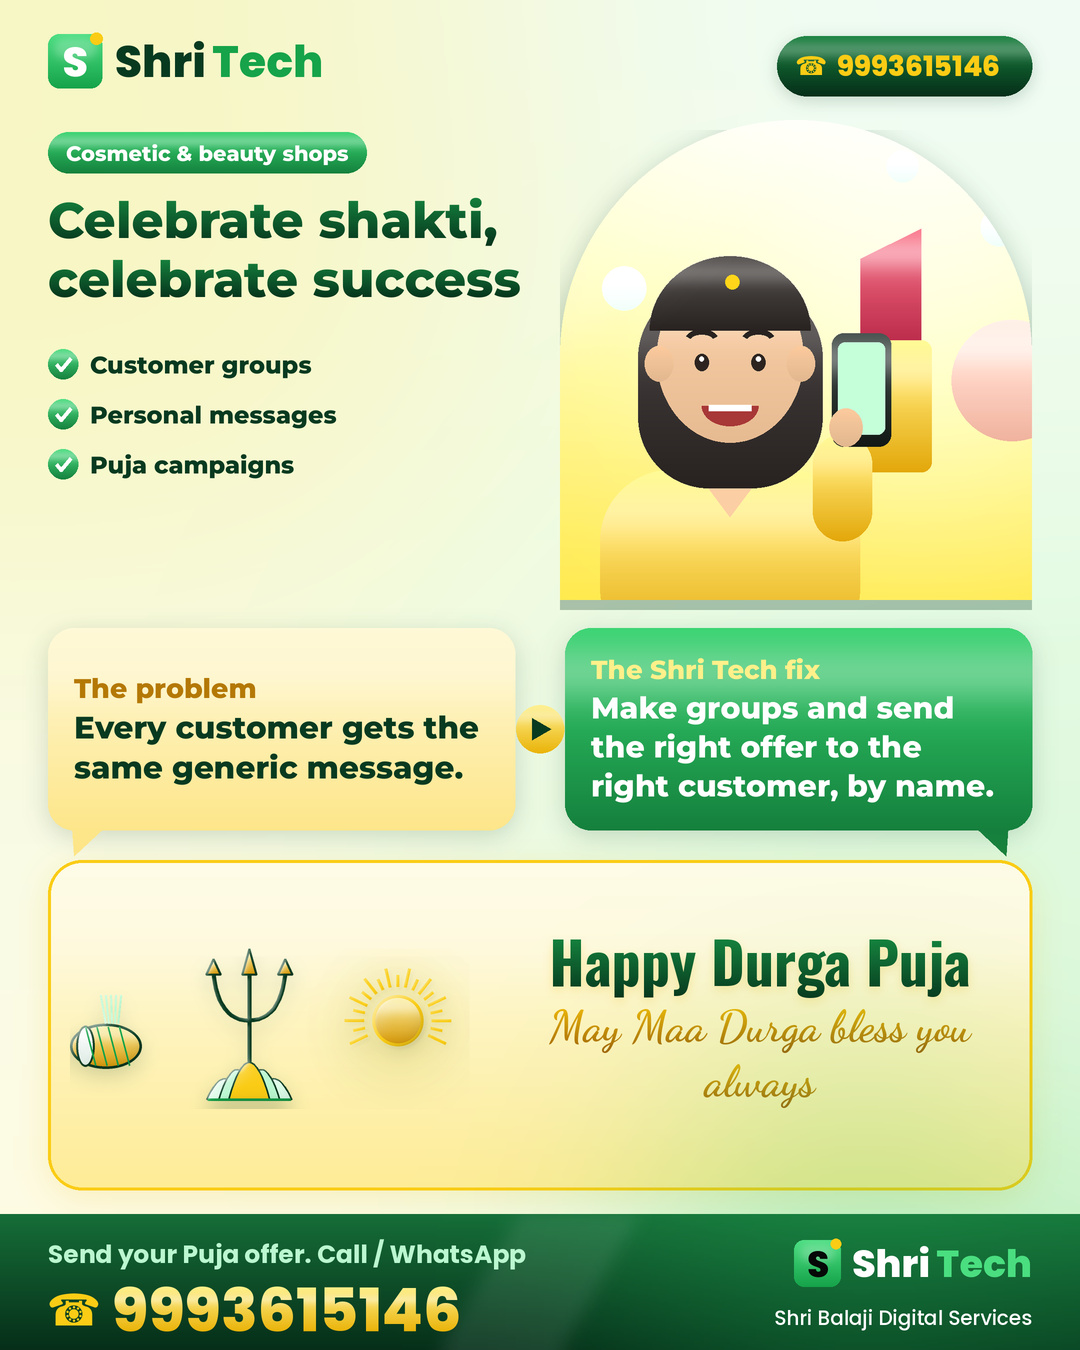 S Shri Tech
☎ 9993615146
Cosmetic & beauty shops
Celebrate shakti,
celebrate success
Customer groups
Personal messages
Puja campaigns
The problem
Every customer gets the
same generic message.
The Shri Tech fix
Make groups and send
the right offer to the
right customer, by name.
Happy Durga Puja
May Maa Durga bless you
always
Send your Puja offer. Call / WhatsApp
☎ 9993615146
S Shri Tech
Shri Balaji Digital Services